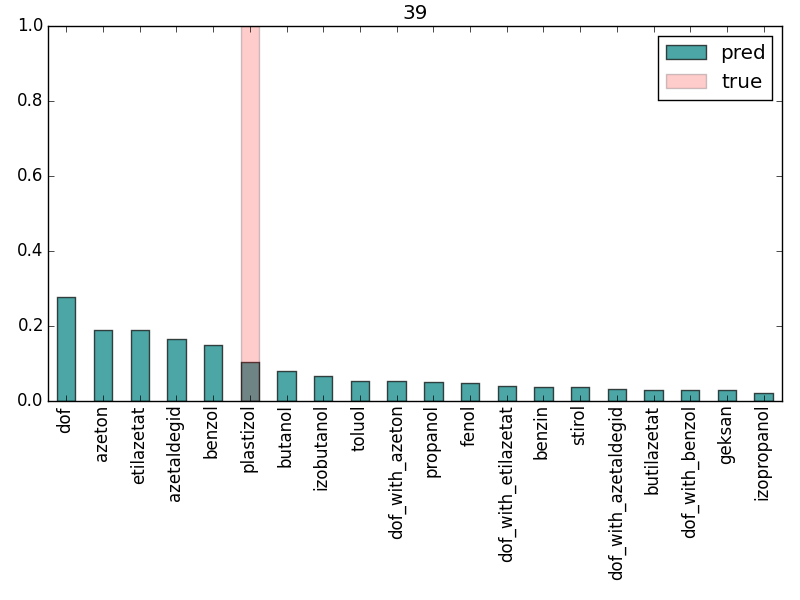 39
1.0
0.8
0.6
0.4
0.2
0.0
pred
true
dof
azeton
etilazetat
azetaldegid
benzol
plastizol
butanol
izobutanol
toluol
dof_with_azeton
propanol
fenol
dof_with_etilazetat
benzin
stirol
dof_with_azetaldegid
butilazetat
dof_with_benzol
geksan
izopropanol